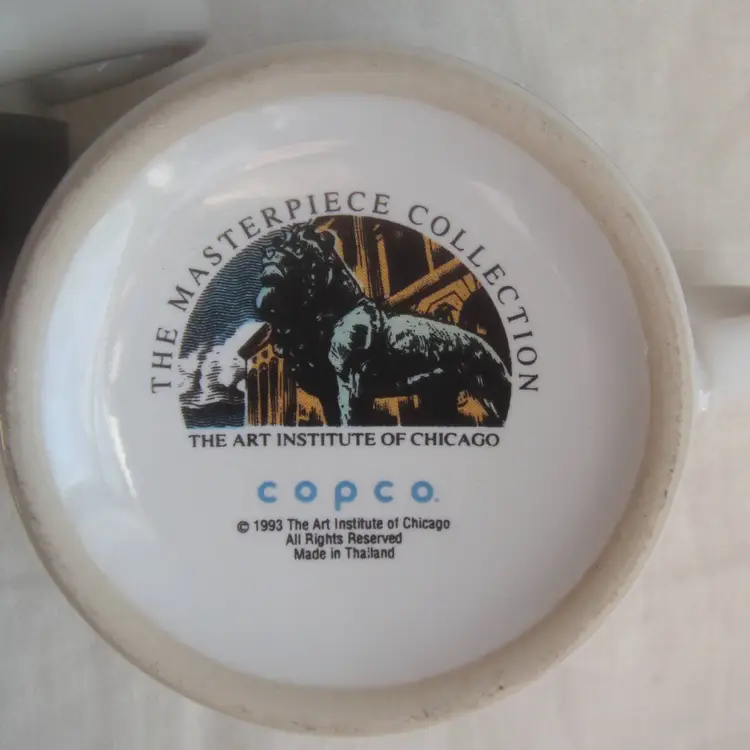 THE MASTERPIECE COLLECTION
THE ART INSTITUTE OF CHICAGO
copco.
© 1993 The Art Institute of Chicago
All Rights Reserved
Made in Thailand